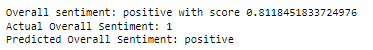 Overall sentiment: positive with score 0.8118451833724976
Actual Overall Sentiment: 1
Predicted Overall Sentiment: positive